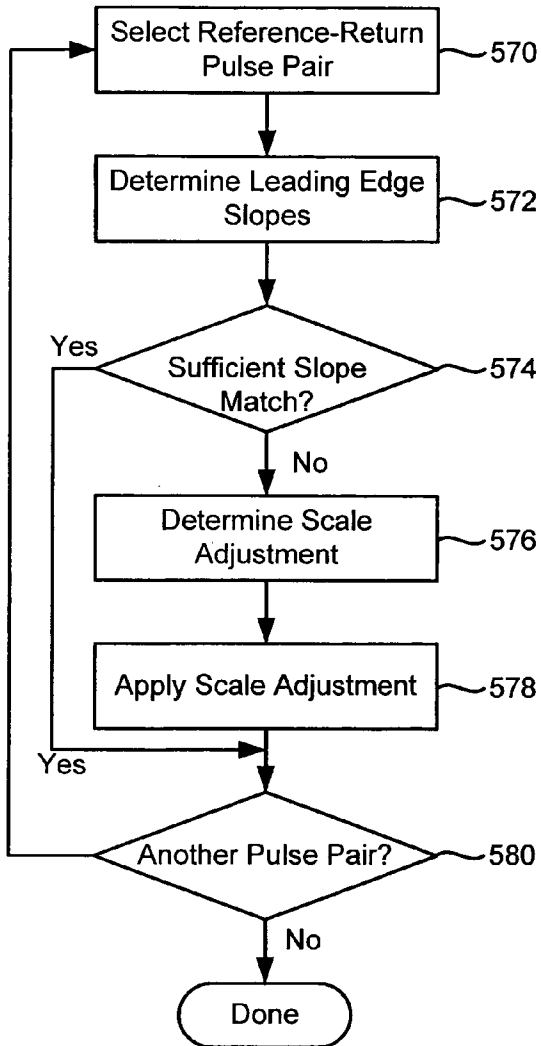 Select Reference-Return
Pulse Pair
570
Determine Leading Edge
Slopes
572
Yes
Sufficient Slope
Match?
574
No
Determine Scale
Adjustment
576
Apply Scale Adjustment
578
Yes
Another Pulse Pair?
580
No
Done